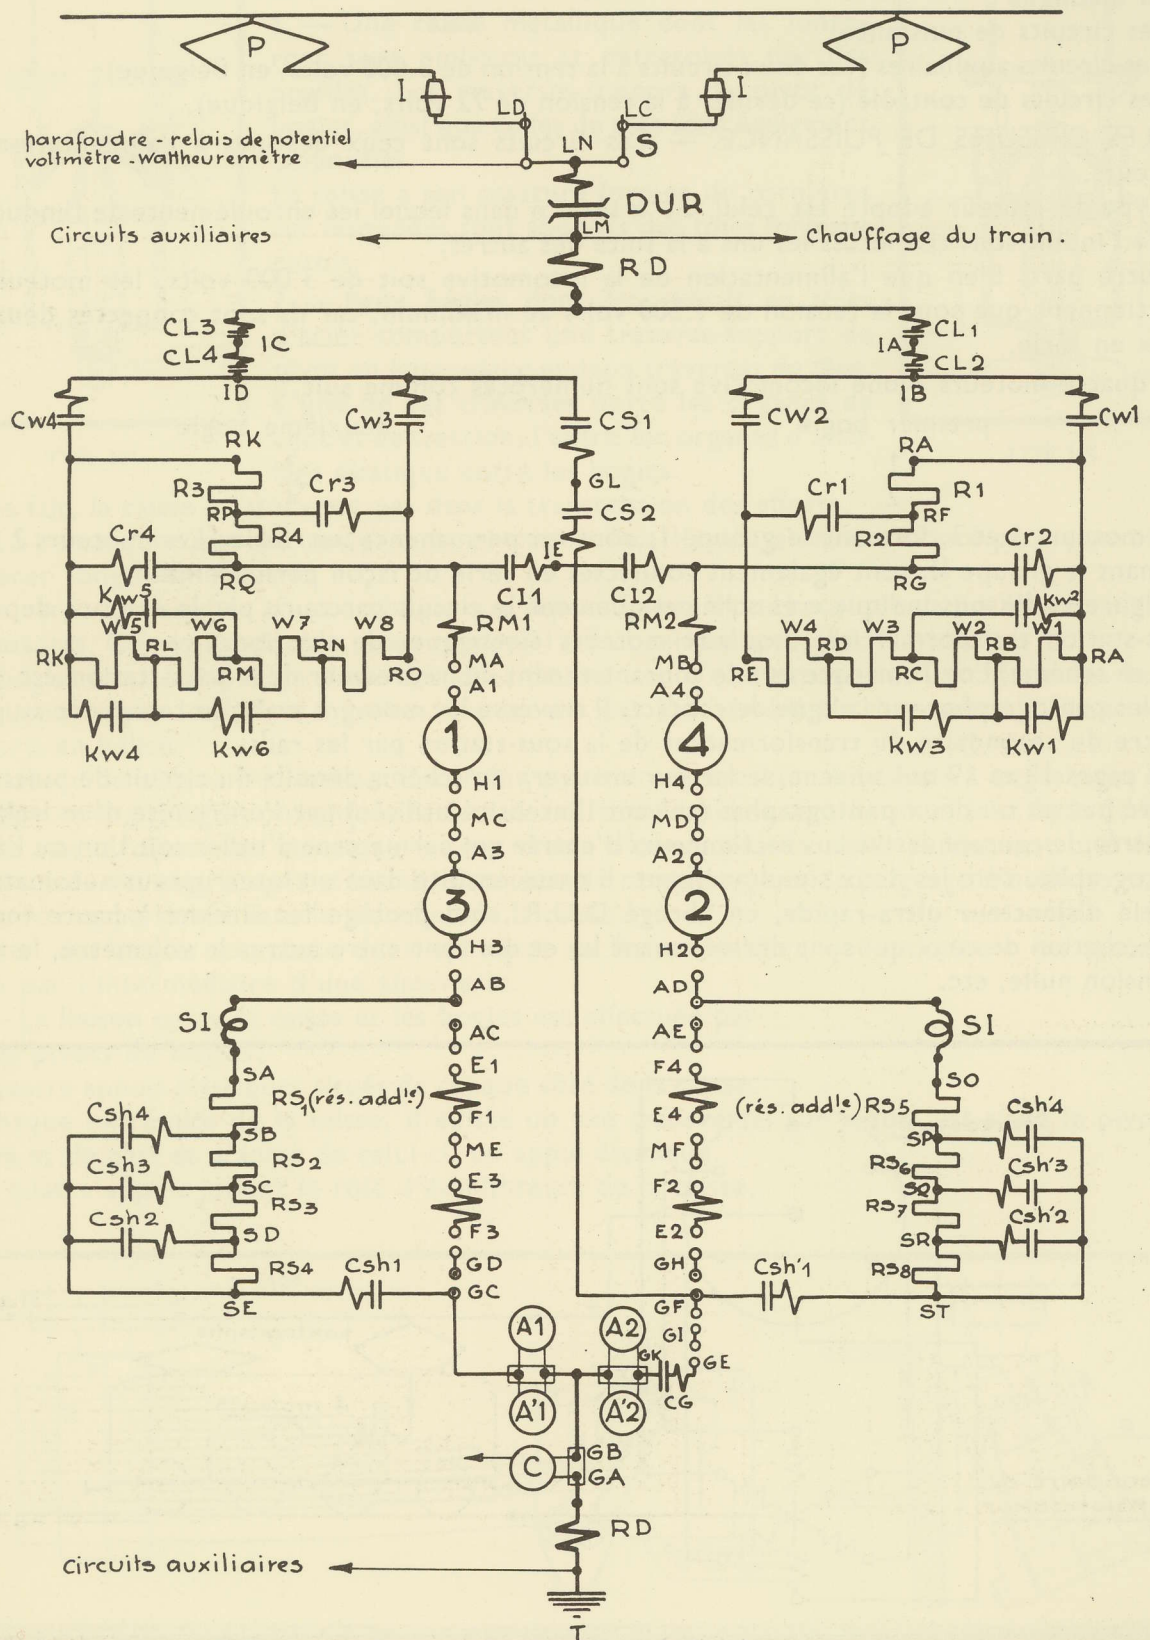 P P
I I
LD LC
harafoudre - relais de potentiel
voltmètre - wattheuremètre
LN S
DUR
LM
Circuits auxiliaires Chauffage du train.
RD
CL3 IC CL1
CL4 IA CL2
ID IB
Cw4 Cw3 CS1 CW2 Cw1
RK RA
R3 Cr3 GL Cr1 R1
RP CS2 RF
Cr4 R4 IE R2 Cr2
RQ CI1 CI2 RG
Kw5 RM1 RM2 Kw2
W5 RL W6 W7 RN W8 W4 RD W3 W2 RB W1
RK RM RO MA MB RE RC RA
A1 A4
Kw4 Kw6 1 4 Kw3 Kw1
H1 H4
MC MD
A3 A2
3 2
H3 H2
AB AD
SI AC AE SI
SA E1 F4 SO
RS1 (rés. addle) (rés. addle) RS5
Csh4 F1 E4 Csh'4
SB ME MF SP
Csh3 RS2 RS6 Csh'3
SC E3 F2 SQ
RS3 RS7
Csh2 SD F3 E2 SR Csh'2
RS4 Csh1 GD GH Csh'1 RS8
SE GC GF ST
A1 A2 GI
GK GE
A'1 A'2 CG
C GB
GA
RD
Circuits auxiliaires
T